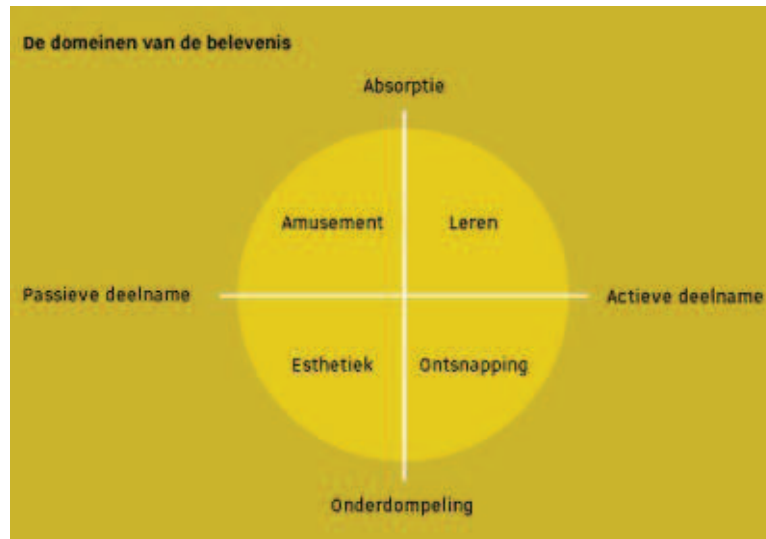 De domeinen van de belevenis
Absorptie
Amusement
Leren
Passieve deelname
Actieve deelname
Esthetiek
Ontsnapping
Onderdompeling